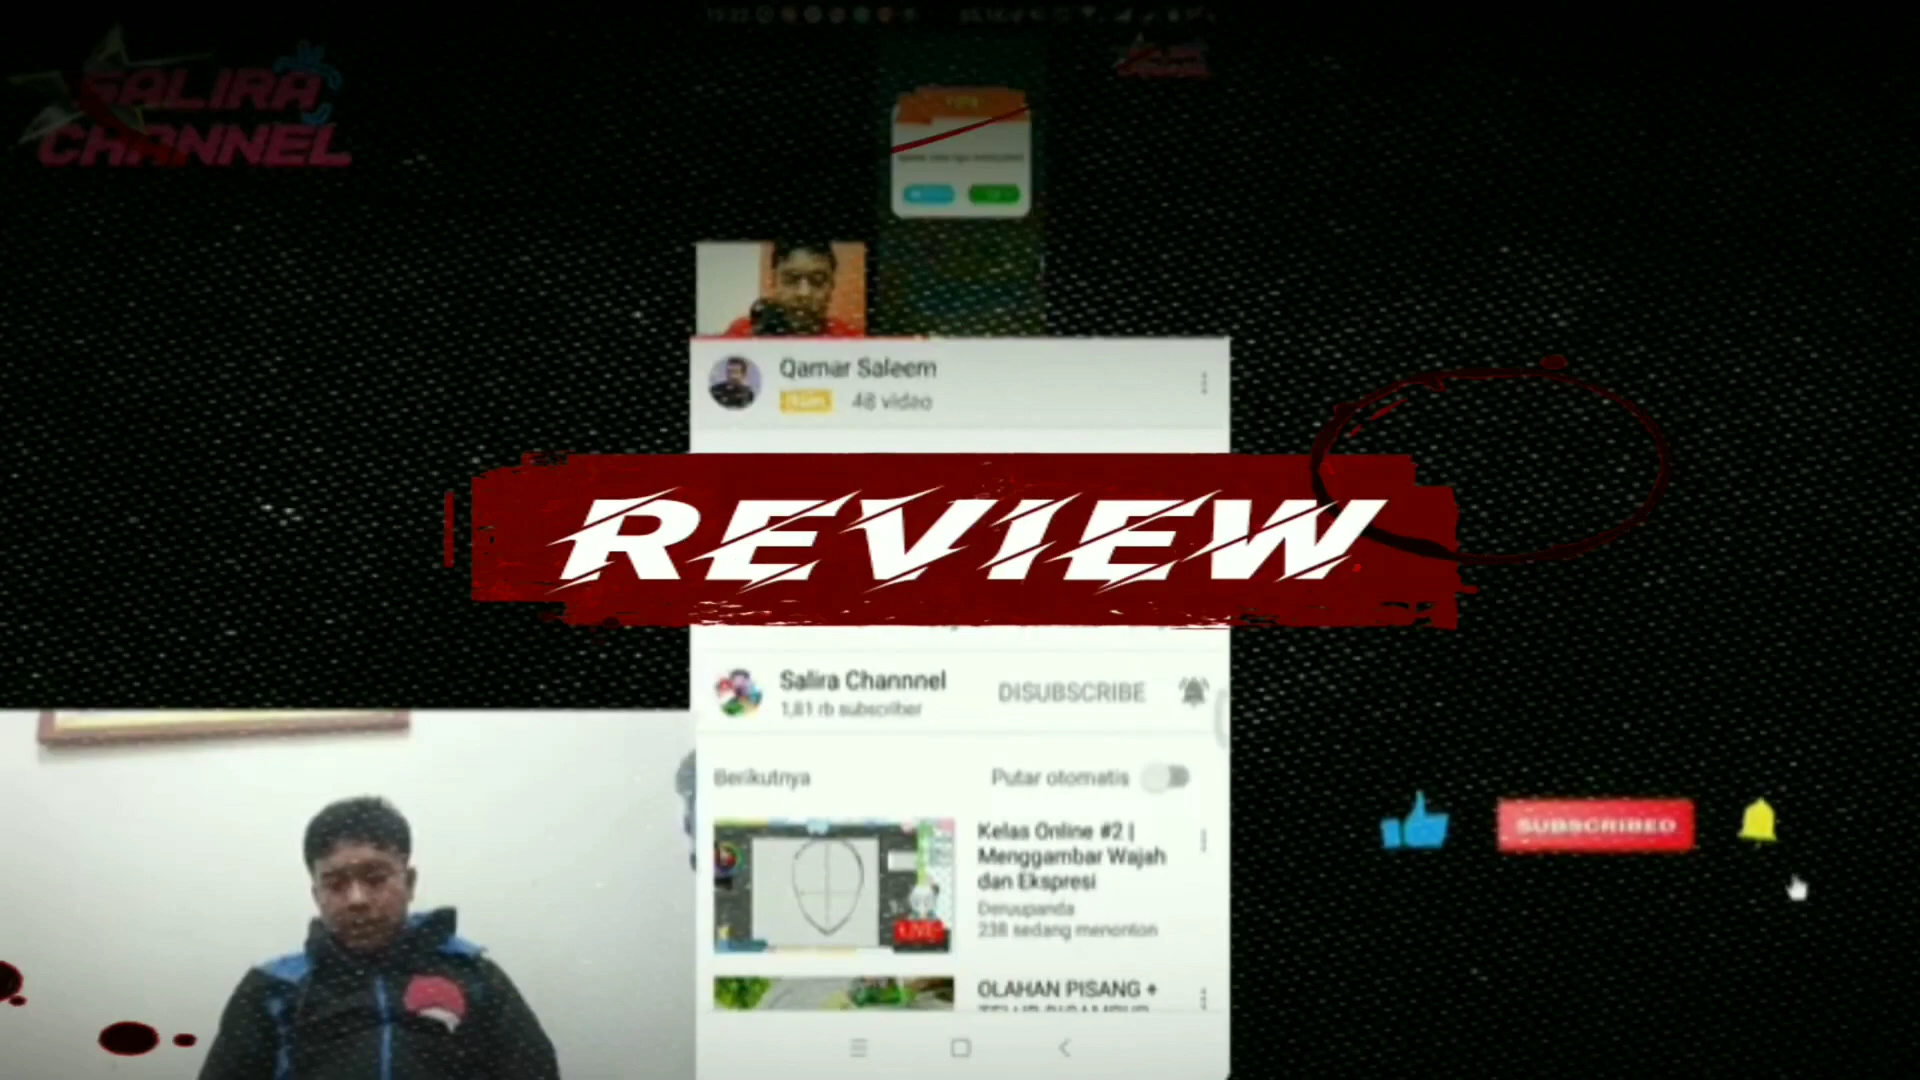 SALIRA
CHANNEL
Qamar Saleem
48 video
REVIEW
Salira Channnel
1,81 rb subscriber
DISUBSCRIBE
Berikutnya
Putar otomatis
Kelas Online #2 |
Menggambar Wajah
dan Ekspresi
Deruupanda
238 sedang menonton
LIVE
SUBSCRIBED
OLAHAN PISANG +